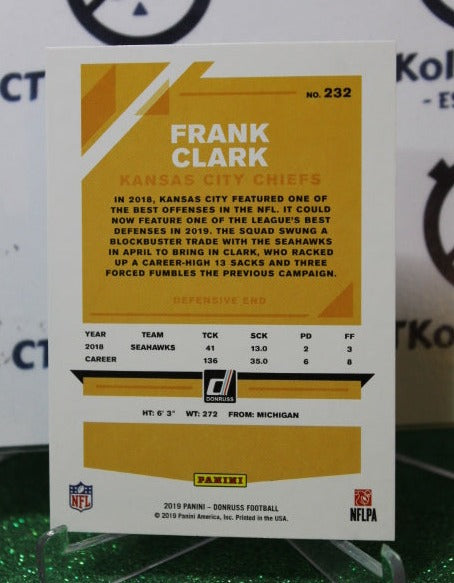 NO. 232
FRANK
CLARK
KANSAS CITY CHIEFS
IN 2018, KANSAS CITY FEATURED ONE OF
THE BEST OFFENSES IN THE NFL. IT COULD
NOW FEATURE ONE OF THE LEAGUE'S BEST
DEFENSES IN 2019. THE SQUAD SWUNG A
BLOCKBUSTER TRADE WITH THE SEAHAWKS
IN APRIL TO BRING IN CLARK, WHO RACKED
UP A CAREER-HIGH 13 SACKS AND THREE
FORCED FUMBLES THE PREVIOUS CAMPAIGN.
DEFENSIVE END
YEAR TEAM TCK SCK PD FF
2018 SEAHAWKS 41 13.0 2 3
CAREER 136 35.0 6 8
DONRUSS
HT: 6' 3" WT: 272 FROM: MICHIGAN
PANINI
NFL
NFLPA
2019 PANINI - DONRUSS FOOTBALL
© 2019 Panini America, Inc. Printed in the USA.
CT
Kol
- ES
TKol
CT